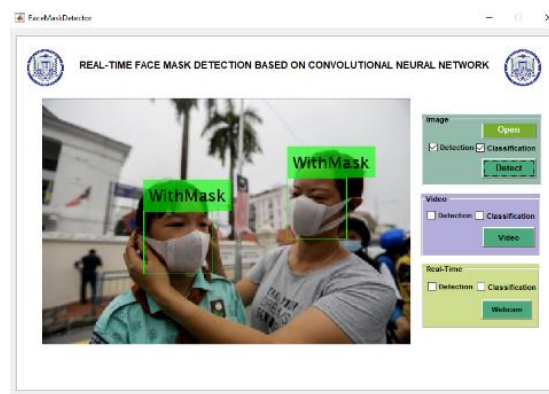 FaceMaskDetector
REAL-TIME FACE MASK DETECTION BASED ON CONVOLUTIONAL NEURAL NETWORK
WithMask
WithMask
Image
Open
Detection Classification
Detect
Video
Detection Classification
Video
Real-Time
Detection Classification
Webcam